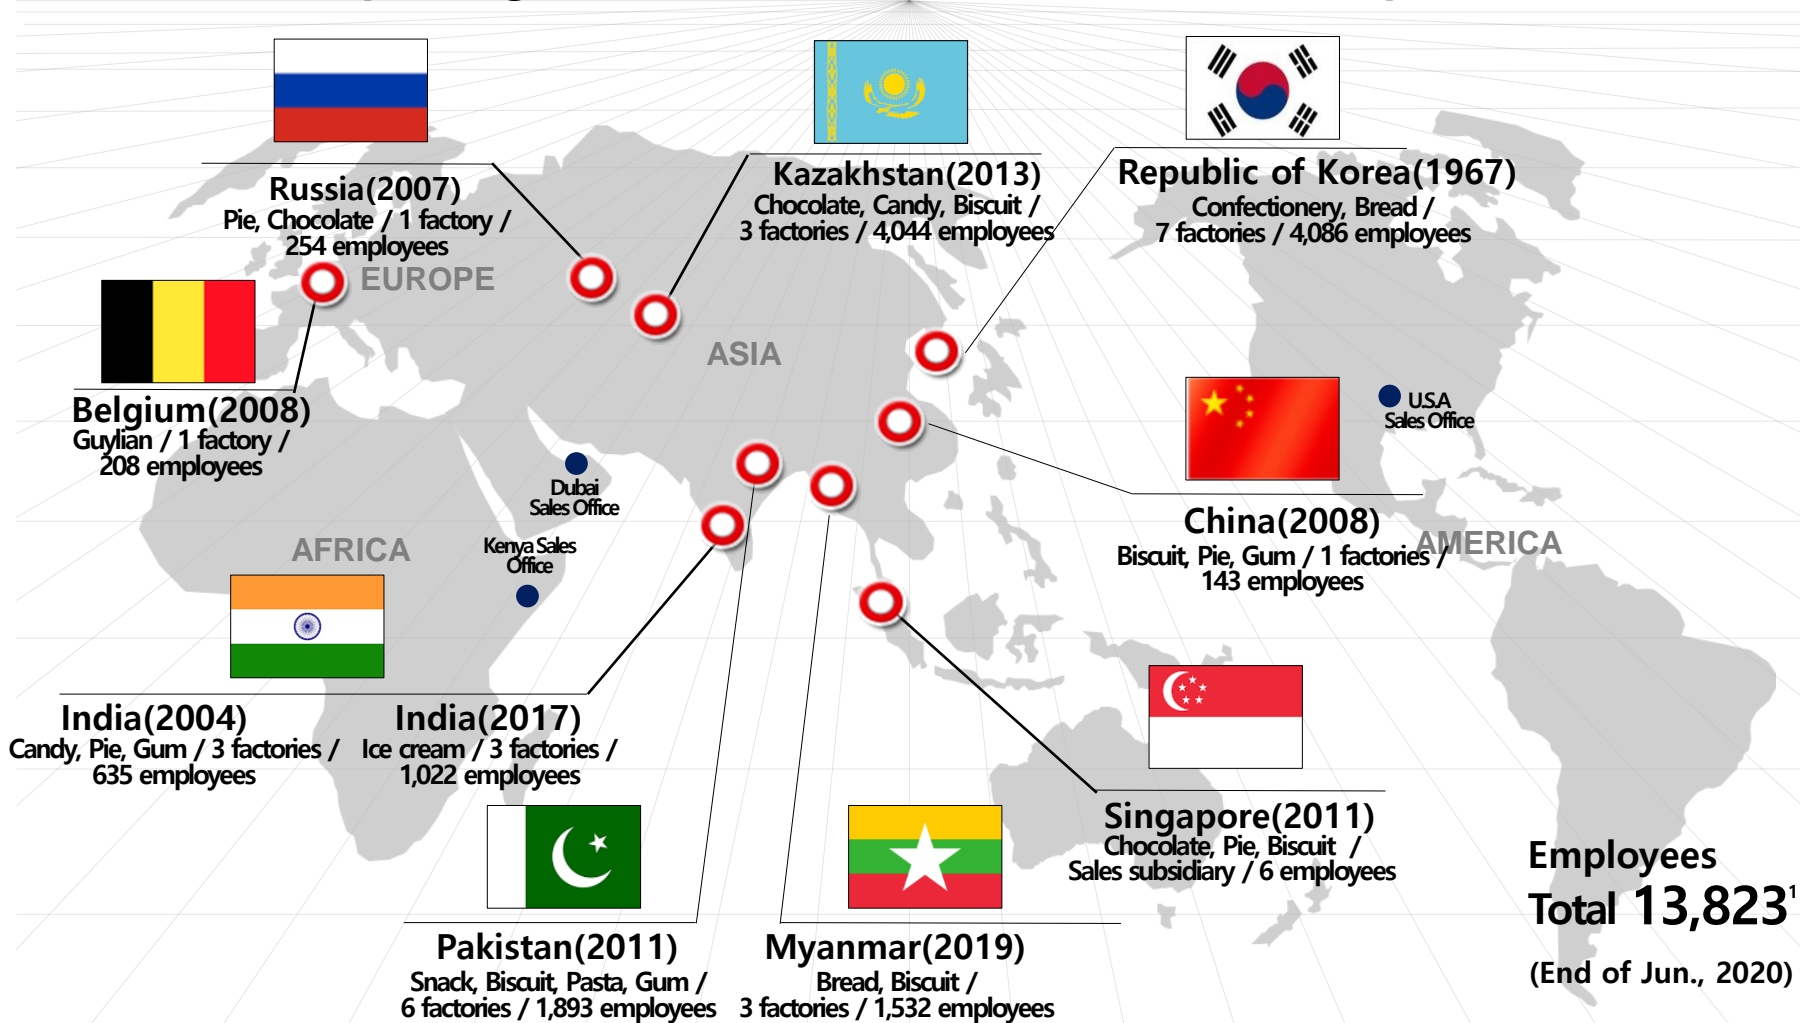 Russia(2007)
Pie, Chocolate / 1 factory /
254 employees
Kazakhstan(2013)
Chocolate, Candy, Biscuit /
3 factories / 4,044 employees
Republic of Korea(1967)
Confectionery, Bread /
7 factories / 4,086 employees
EUROPE
ASIA
Belgium(2008)
Guylian / 1 factory /
208 employees
U.S.A
Sales Office
Dubai
Sales Office
Kenya Sales
Office
AFRICA
China(2008)
Biscuit, Pie, Gum / 1 factories /
143 employees
AMERICA
India(2004)
Candy, Pie, Gum / 3 factories /
635 employees
India(2017)
Ice cream / 3 factories /
1,022 employees
Singapore(2011)
Chocolate, Pie, Biscuit /
Sales subsidiary / 6 employees
Pakistan(2011)
Snack, Biscuit, Pasta, Gum /
6 factories / 1,893 employees
Myanmar(2019)
Bread, Biscuit /
3 factories / 1,532 employees
Employees
Total 13,823¹
(End of Jun., 2020)